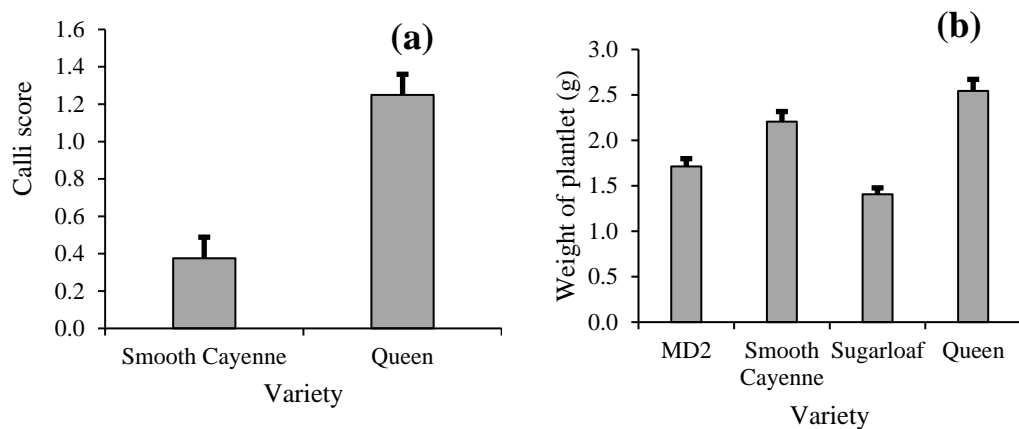 (a)
Calli score
1.6
1.4
1.2
1.0
0.8
0.6
0.4
0.2
0.0
Smooth Cayenne
Queen
Variety
(b)
Weight of plantlet (g)
3.0
2.5
2.0
1.5
1.0
0.5
0.0
MD2
Smooth
Cayenne
Sugarloaf
Queen
Variety